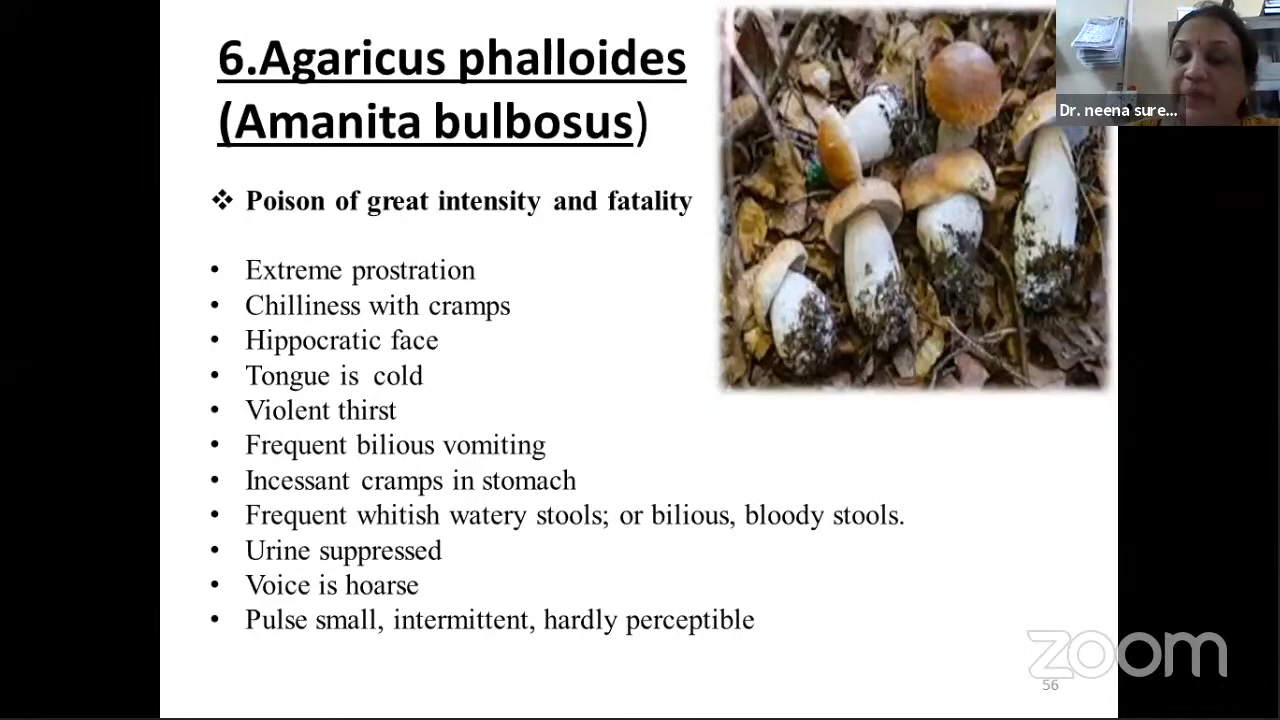 6.Agaricus phalloides
(Amanita bulbosus)
❖ Poison of great intensity and fatality
• Extreme prostration
• Chilliness with cramps
• Hippocratic face
• Tongue is cold
• Violent thirst
• Frequent bilious vomiting
• Incessant cramps in stomach
• Frequent whitish watery stools; or bilious, bloody stools.
• Urine suppressed
• Voice is hoarse
• Pulse small, intermittent, hardly perceptible
Dr. neena sure...
zoom
56